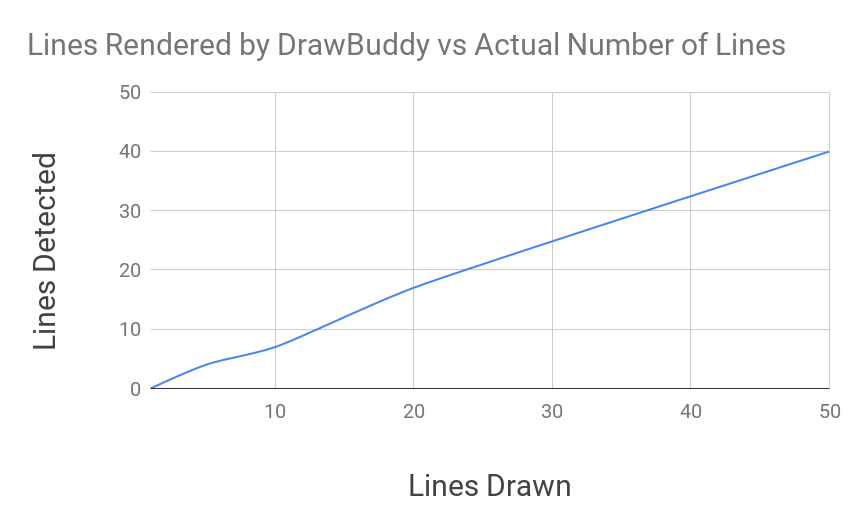 Lines Rendered by DrawBuddy vs Actual Number of Lines
50
40
30
20
10
0
Lines Detected
10 20 30 40 50
Lines Drawn